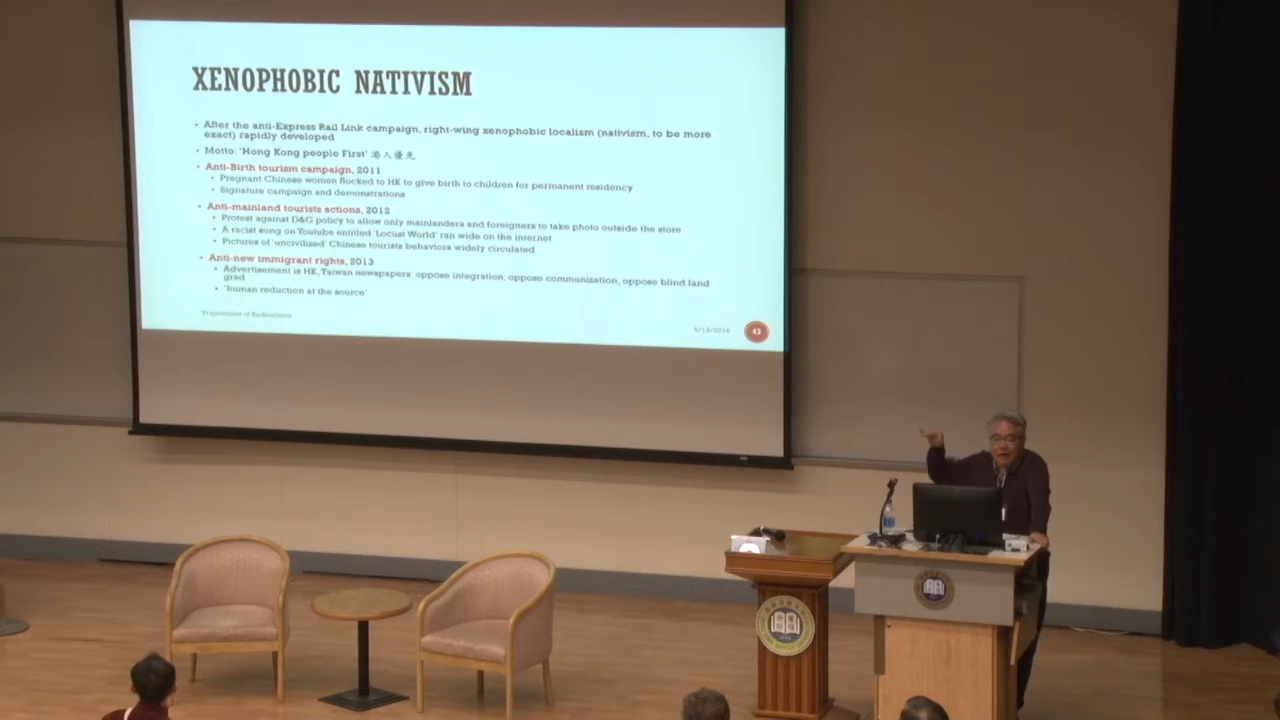 XENOPHOBIC NATIVISM
After the anti-Express Rail Link campaign, right-wing xenophobic localism (nativism, to be more
exact) rapidly developed
Motto: 'Hong Kong people First' 港人優先
Anti-Birth tourism campaign, 2011
Pregnant Chinese women flocked to HK to give birth to children for permanent residency
Signature campaign and demonstrations
Anti-mainland tourists actions, 2012
Protest against D&G policy to allow only mainlanders and foreigners to take photo outside the store
A racist song on Youtube entitled 'Locust World' ran wide on the internet
Pictures of 'uncivilised' Chinese tourists behaviors widely circulated
Anti-new immigrant rights, 2013
Advertisement is HK, Taiwan newspapers: oppose integration, oppose communization, oppose blind land
grad
'human reduction at the source'
Trajectories of
43